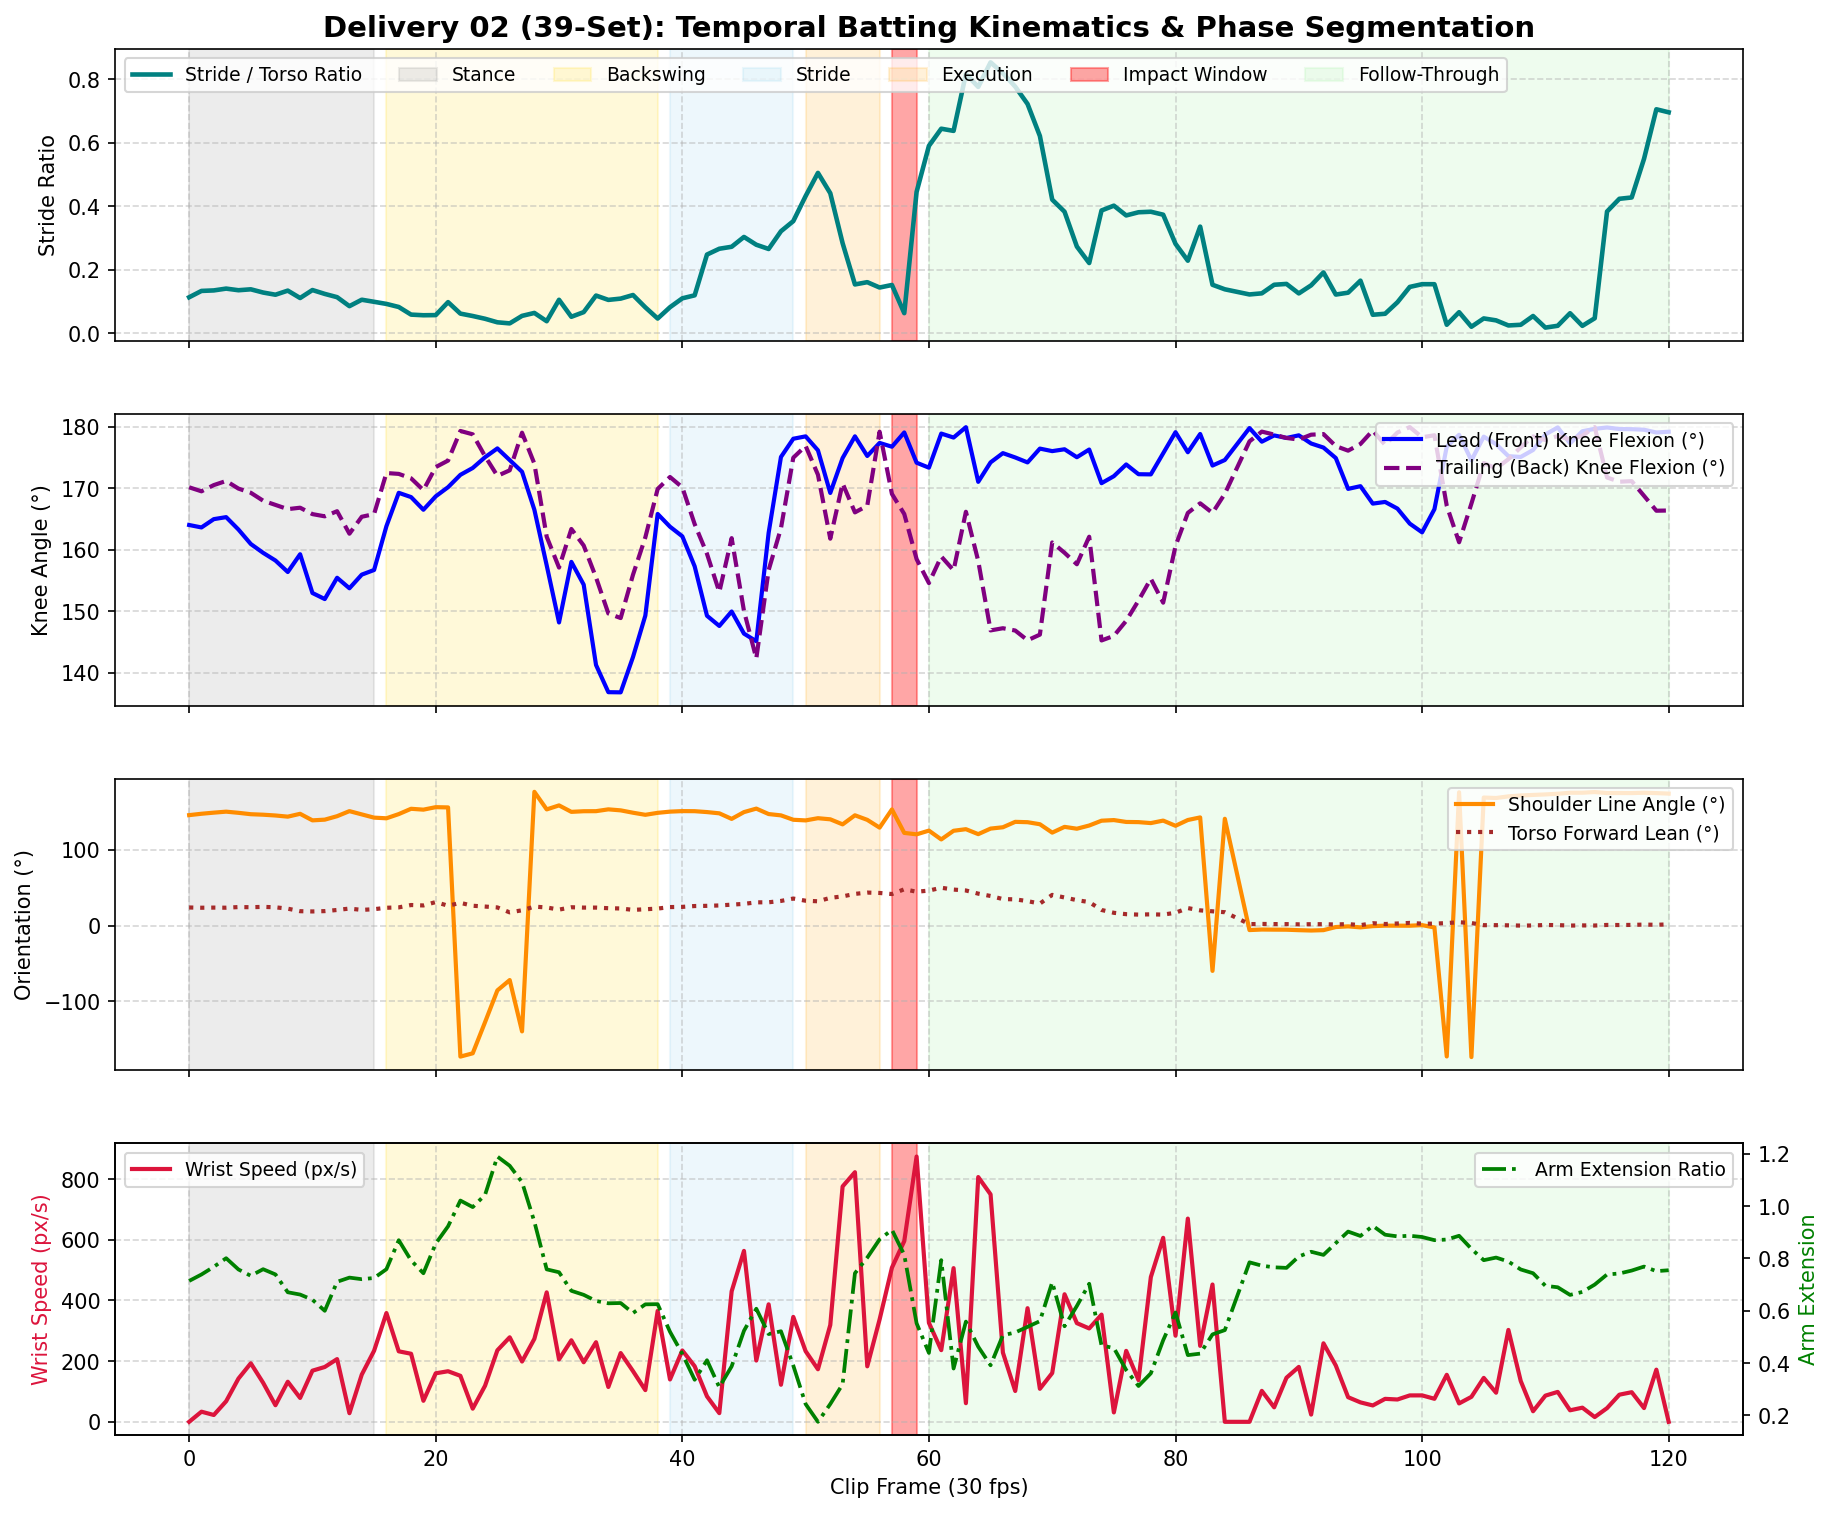 Delivery 02 (39-Set): Temporal Batting Kinematics & Phase Segmentation
Stride / Torso Ratio Stance Backswing Stride Execution Impact Window Follow-Through
Stride Ratio
0.8
0.6
0.4
0.2
0.0
Lead (Front) Knee Flexion (°)
Trailing (Back) Knee Flexion (°)
Knee Angle (°)
180
170
160
150
140
Shoulder Line Angle (°)
Torso Forward Lean (°)
Orientation (°)
100
0
−100
Wrist Speed (px/s)
Arm Extension Ratio
Wrist Speed (px/s)
800
600
400
200
0
1.2
1.0
0.8
0.6
0.4
0.2
Arm Extension
0 20 40 60 80 100 120
Clip Frame (30 fps)